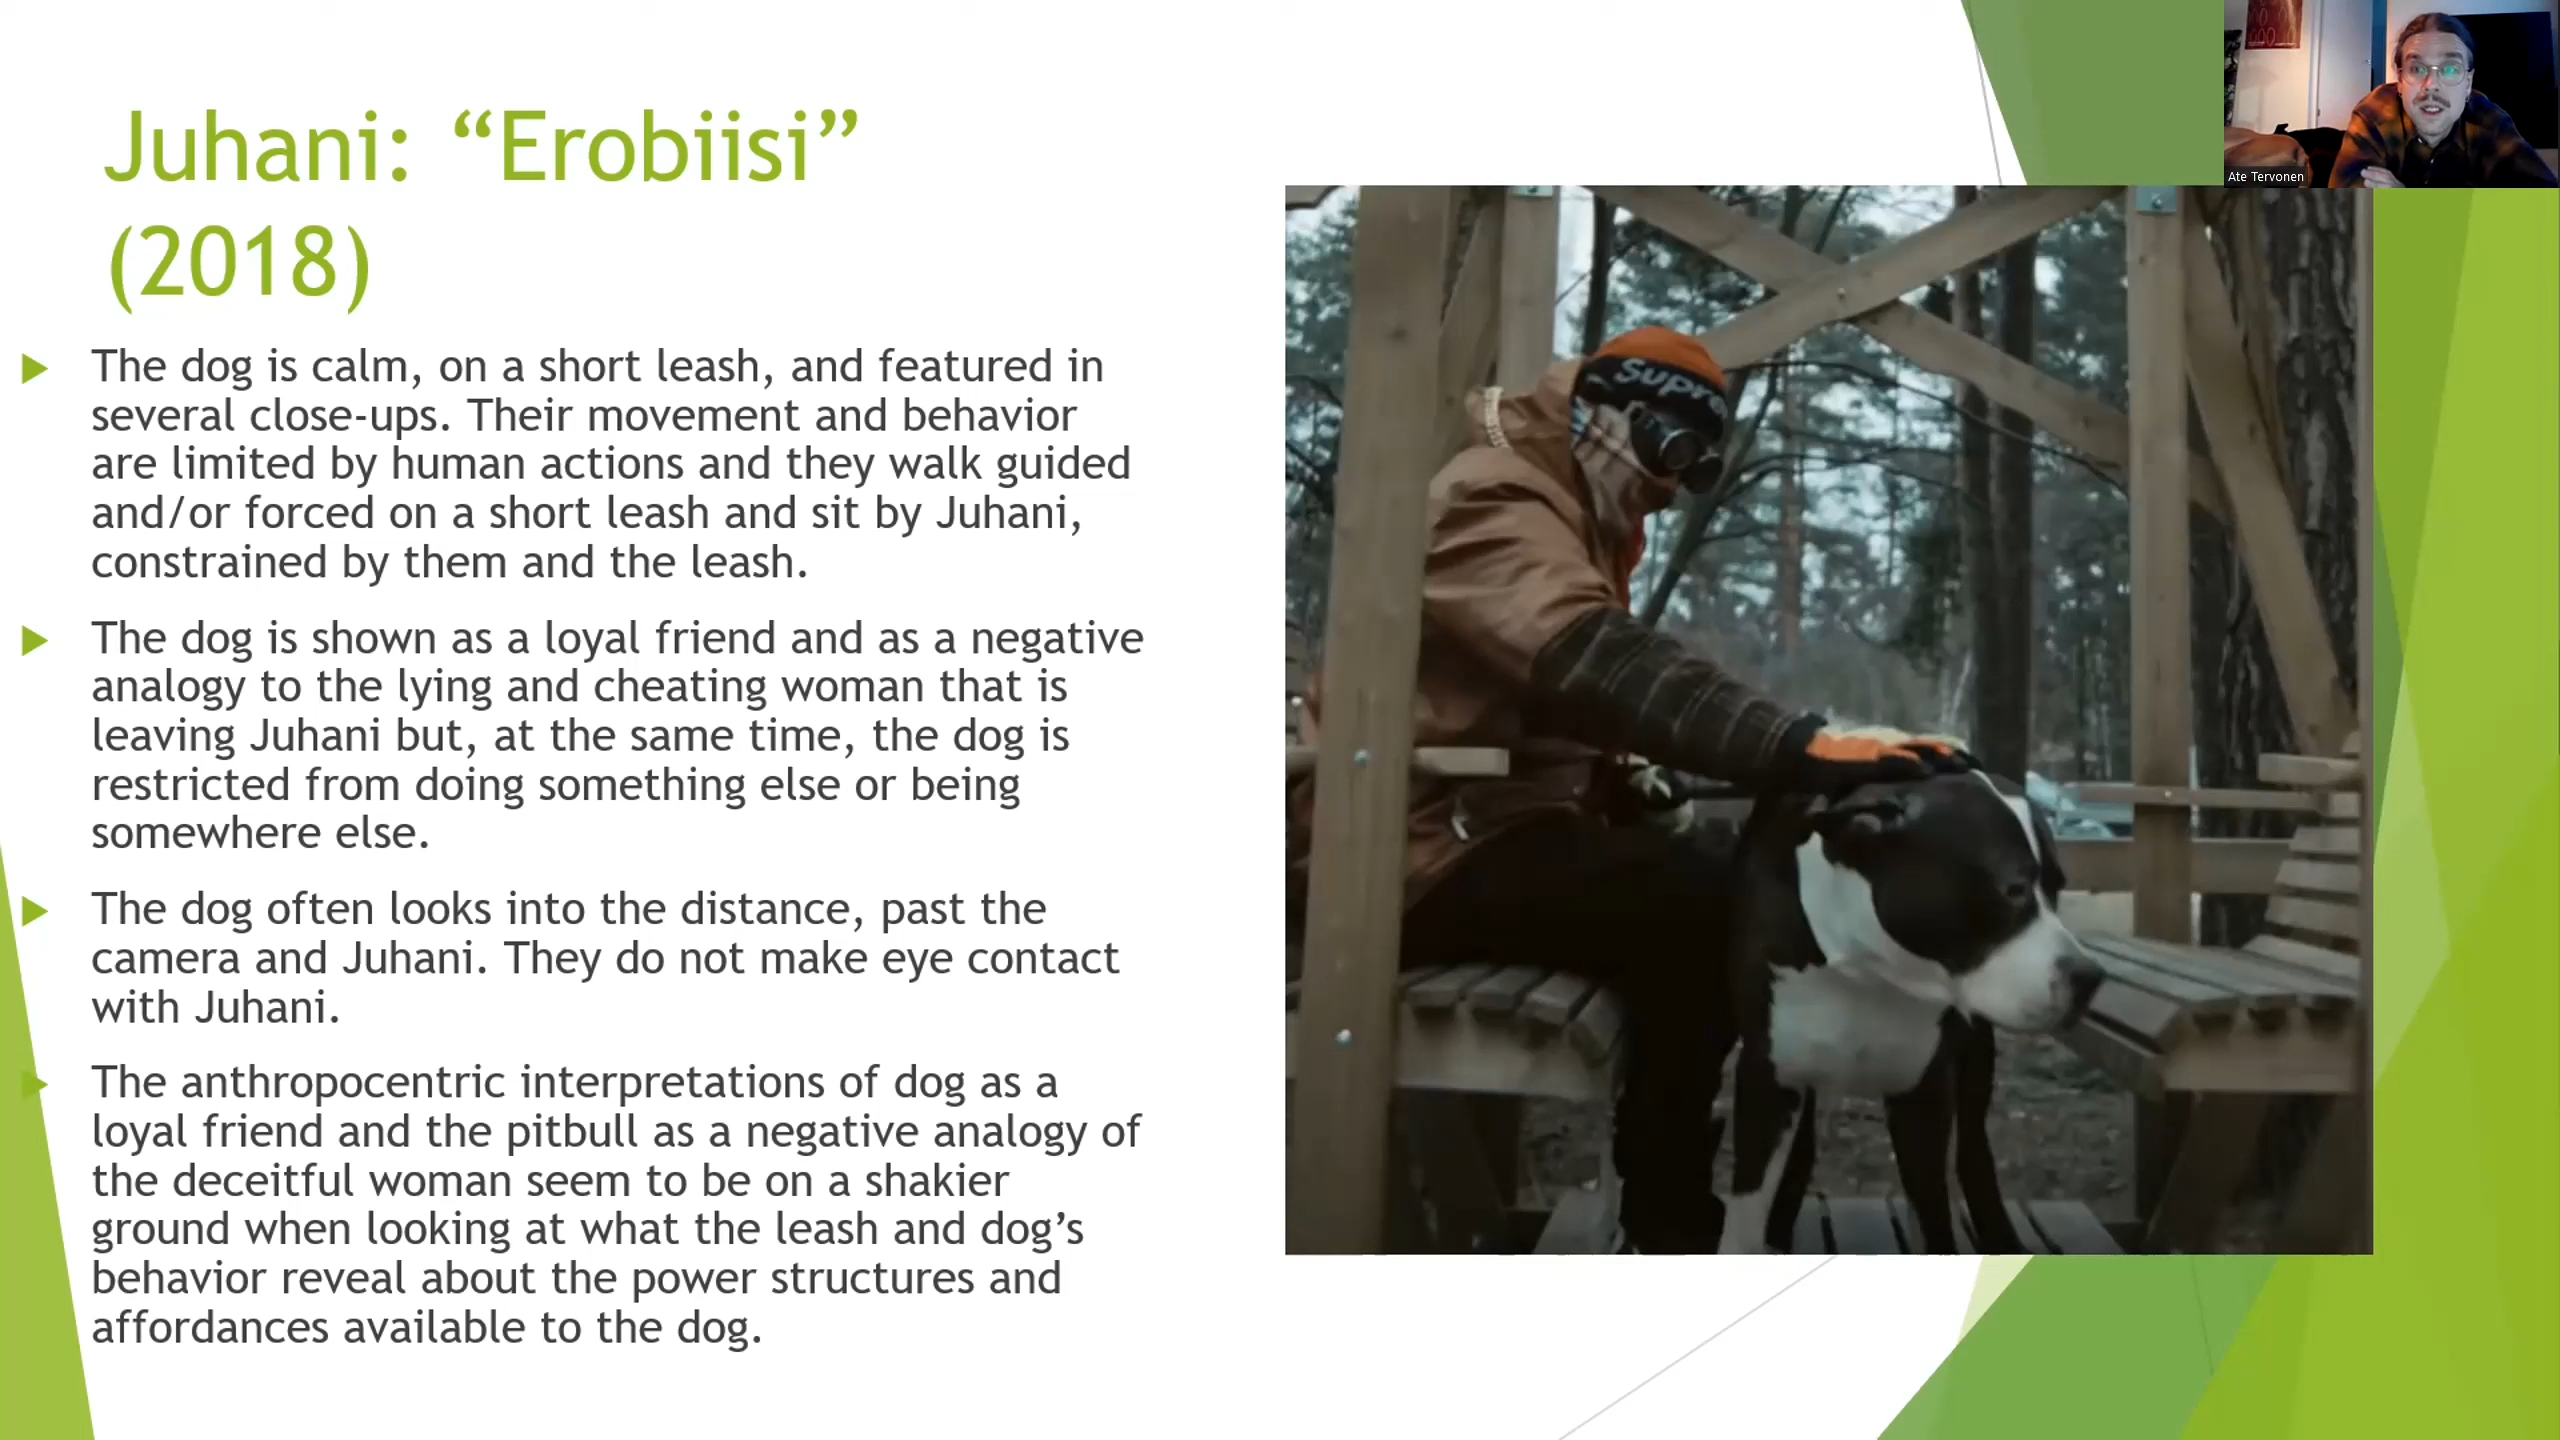 Juhani: “Erobiisi”
(2018)
The dog is calm, on a short leash, and featured in
several close-ups. Their movement and behavior
are limited by human actions and they walk guided
and/or forced on a short leash and sit by Juhani,
constrained by them and the leash.
The dog is shown as a loyal friend and as a negative
analogy to the lying and cheating woman that is
leaving Juhani but, at the same time, the dog is
restricted from doing something else or being
somewhere else.
The dog often looks into the distance, past the
camera and Juhani. They do not make eye contact
with Juhani.
The anthropocentric interpretations of dog as a
loyal friend and the pitbull as a negative analogy of
the deceitful woman seem to be on a shakier
ground when looking at what the leash and dog’s
behavior reveal about the power structures and
affordances available to the dog.
Supre
Ate Tervonen